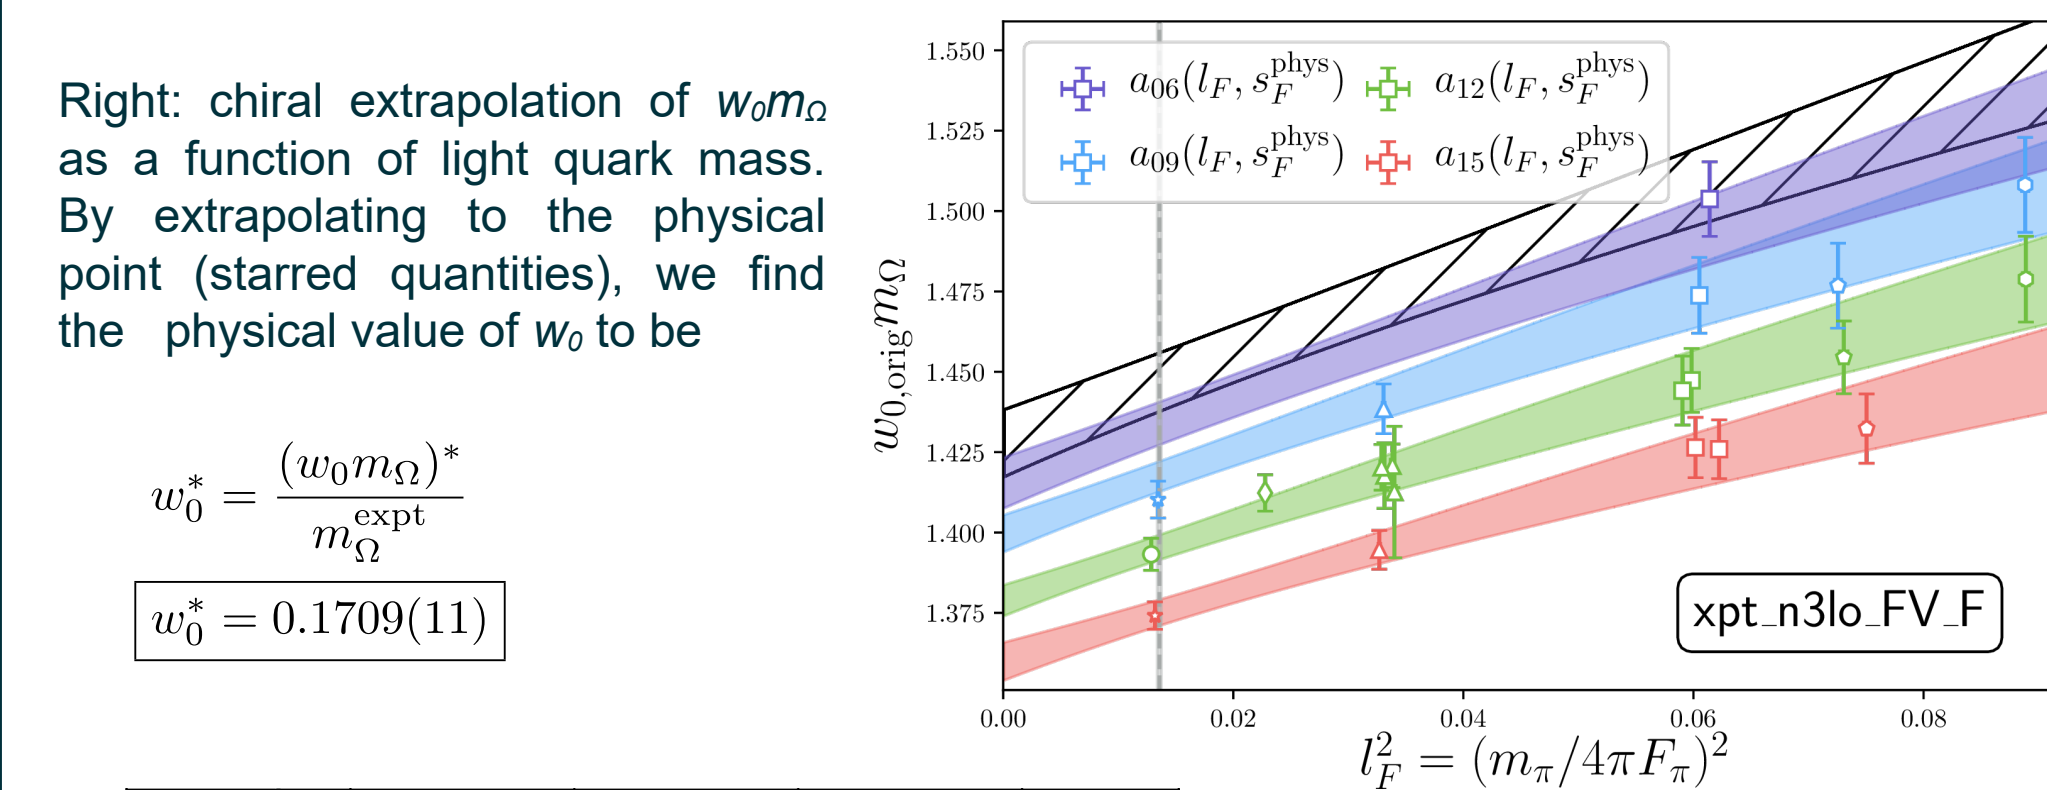 Right: chiral extrapolation of w₀m_Ω
as a function of light quark mass.
By extrapolating to the physical
point (starred quantities), we find
the physical value of w₀ to be
w₀* = (w₀m_Ω)* / m_Ω^expt
w₀* = 0.1709(11)
a₀₆(l_F, s_F^phys) a₁₂(l_F, s_F^phys)
a₀₉(l_F, s_F^phys) a₁₅(l_F, s_F^phys)
w₀,orig m_Ω
1.550
1.525
1.500
1.475
1.450
1.425
1.400
1.375
xpt_n3lo_FV_F
0.00 0.02 0.04 0.06 0.08
l_F² = (m_π/4πF_π)²